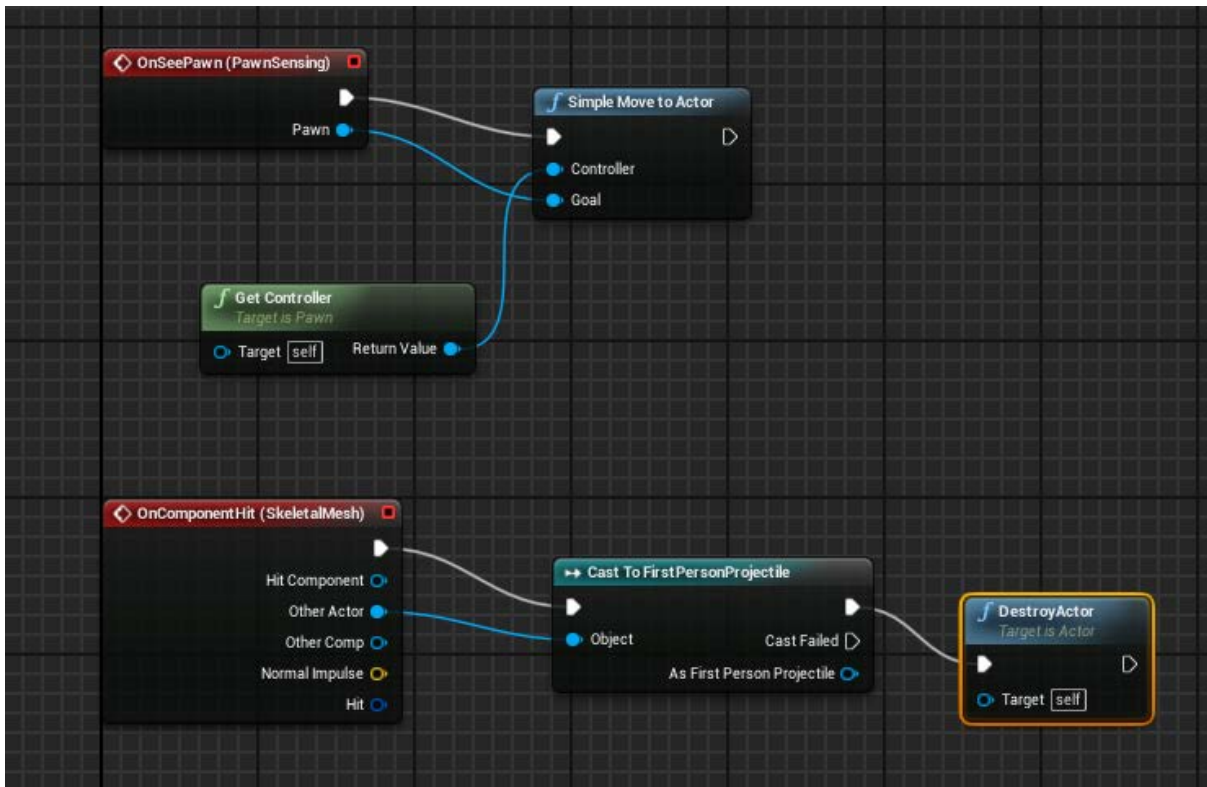 OnSeePawn (PawnSensing)
Pawn
f Simple Move to Actor
Controller
Goal
f Get Controller
Target is Pawn
Target self
Return Value
OnComponentHit (SkeletalMesh)
Hit Component
Other Actor
Other Comp
Normal Impulse
Hit
Cast To FirstPersonProjectile
Object
Cast Failed
As First Person Projectile
f DestroyActor
Target is Actor
Target self